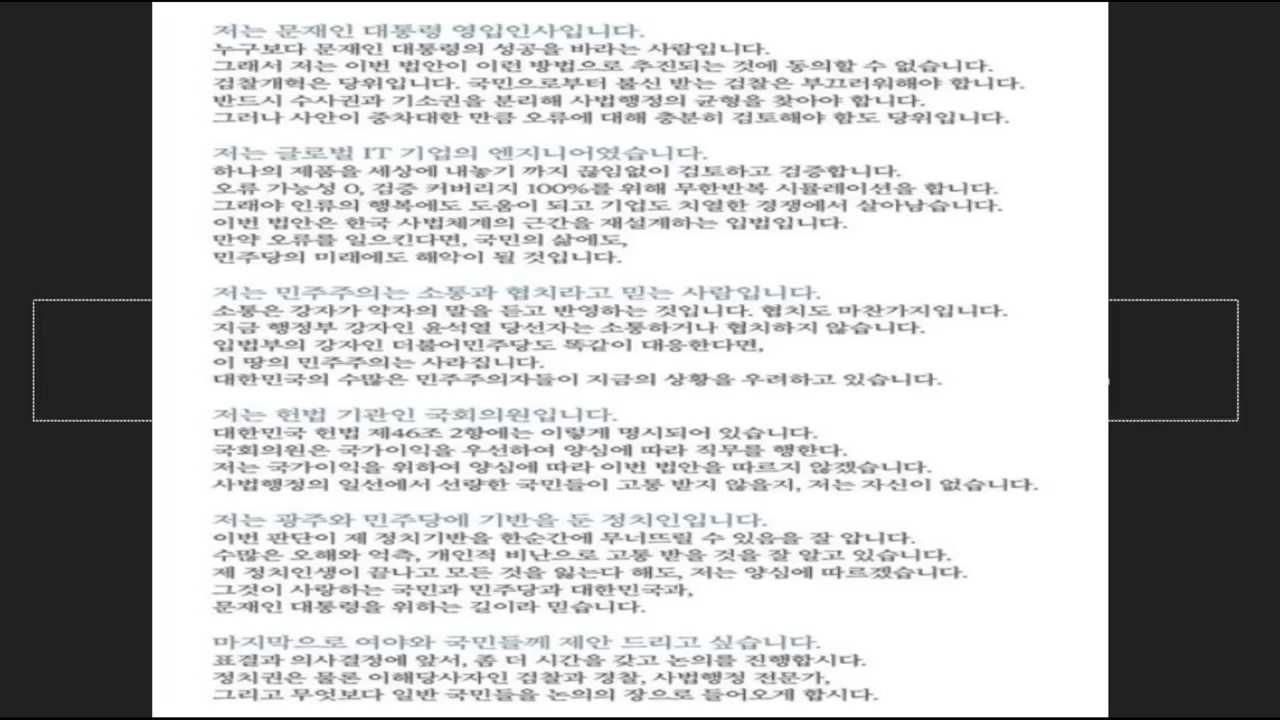 저는 문재인 대통령 영입인사입니다.
누구보다 문재인 대통령의 성공을 바라는 사람입니다.
그래서 저는 이번 법안이 이런 방법으로 추진되는 것에 동의할 수 없습니다.
검찰개혁은 당위입니다. 국민으로부터 불신 받는 검찰은 부끄러워해야 합니다.
반드시 수사권과 기소권을 분리해 사법행정의 균형을 찾아야 합니다.
그러나 사안이 중차대한 만큼 오류에 대해 충분히 검토해야 함도 당위입니다.
저는 글로벌 IT 기업의 엔지니어였습니다.
하나의 제품을 세상에 내놓기 까지 끊임없이 검토하고 검증합니다.
오류 가능성 0, 검증 커버리지 100%를 위해 무한반복 시뮬레이션을 합니다.
그래야 인류의 행복에도 도움이 되고 기업도 치열한 경쟁에서 살아남습니다.
이번 법안은 한국 사법체계의 근간을 재설계하는 입법입니다.
만약 오류를 일으킨다면, 국민의 삶에도,
민주당의 미래에도 해악이 될 것입니다.
저는 민주주의는 소통과 협치라고 믿는 사람입니다.
소통은 강자가 약자의 말을 듣고 반영하는 것입니다. 협치도 마찬가지입니다.
지금 행정부 강자인 윤석열 당선자는 소통하거나 협치하지 않습니다.
입법부의 강자인 더불어민주당도 똑같이 대응한다면,
이 땅의 민주주의는 사라집니다.
대한민국의 수많은 민주주의자들이 지금의 상황을 우려하고 있습니다.
저는 헌법 기관인 국회의원입니다.
대한민국 헌법 제46조 2항에는 이렇게 명시되어 있습니다.
국회의원은 국가이익을 우선하여 양심에 따라 직무를 행한다.
저는 국가이익을 위하여 양심에 따라 이번 법안을 따르지 않겠습니다.
사법행정의 일선에서 선량한 국민들이 고통 받지 않을지, 저는 자신이 없습니다.
저는 광주와 민주당에 기반을 둔 정치인입니다.
이번 판단이 제 정치기반을 한순간에 무너뜨릴 수 있음을 잘 압니다.
수많은 오해와 억측, 개인적 비난으로 고통 받을 것을 잘 알고 있습니다.
제 정치인생이 끝나고 모든 것을 잃는다 해도, 저는 양심에 따르겠습니다.
그것이 사랑하는 국민과 민주당과 대한민국과,
문재인 대통령을 위하는 길이라 믿습니다.
마지막으로 여야와 국민들께 제안 드리고 싶습니다.
표결과 의사결정에 앞서, 좀 더 시간을 갖고 논의를 진행합시다.
정치권은 물론 이해당사자인 검찰과 경찰, 사법행정 전문가,
그리고 무엇보다 일반 국민들을 논의의 장으로 들어오게 합시다.